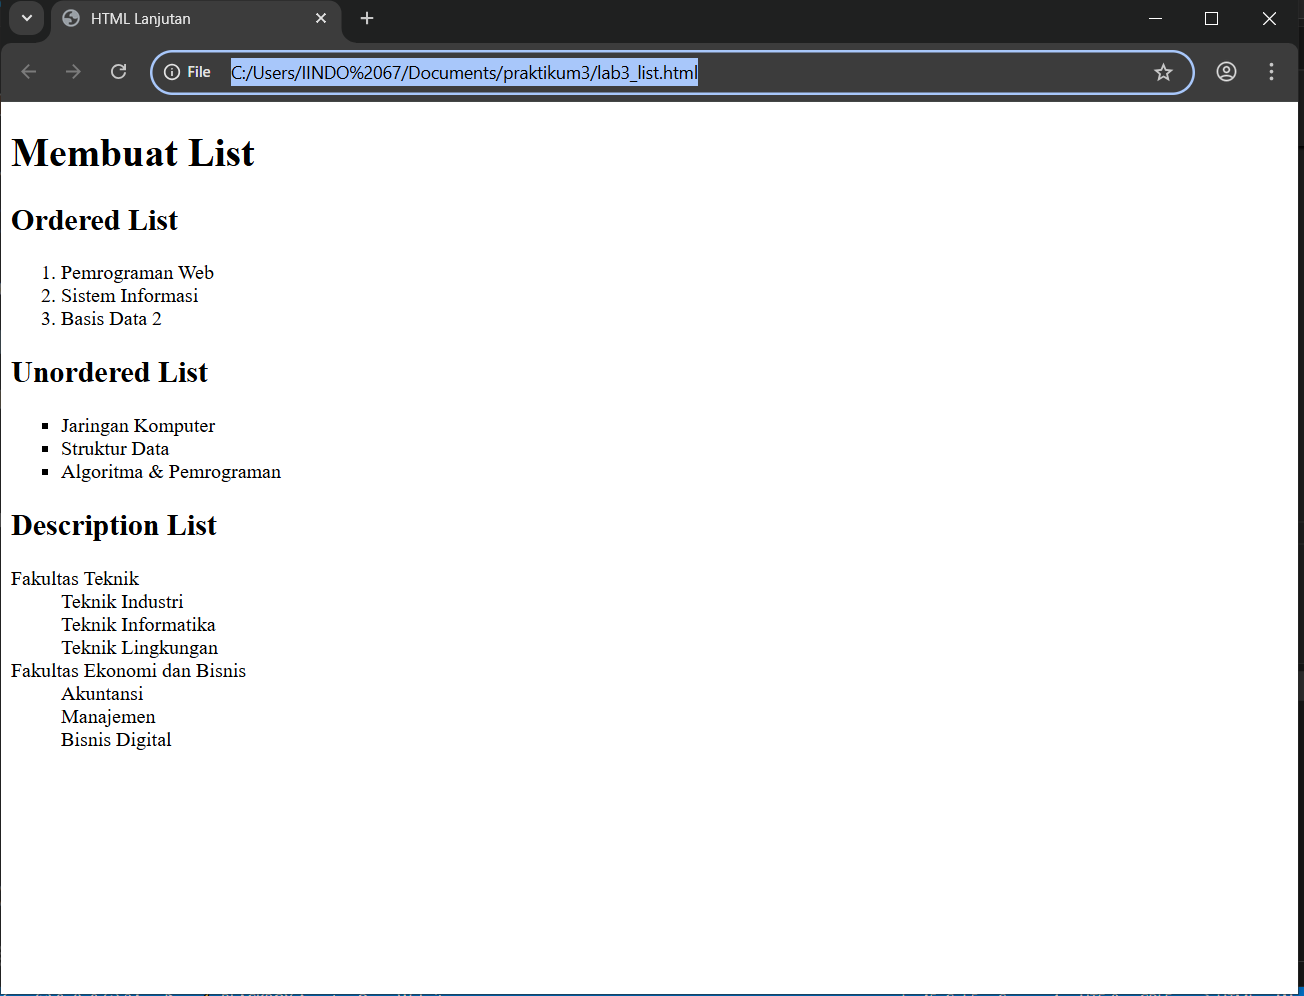 HTML Lanjutan
File C:/Users/IINDO%2067/Documents/praktikum3/lab3_list.html
Membuat List
Ordered List
1. Pemrograman Web
2. Sistem Informasi
3. Basis Data 2
Unordered List
▪ Jaringan Komputer
▪ Struktur Data
▪ Algoritma & Pemrograman
Description List
Fakultas Teknik
Teknik Industri
Teknik Informatika
Teknik Lingkungan
Fakultas Ekonomi dan Bisnis
Akuntansi
Manajemen
Bisnis Digital